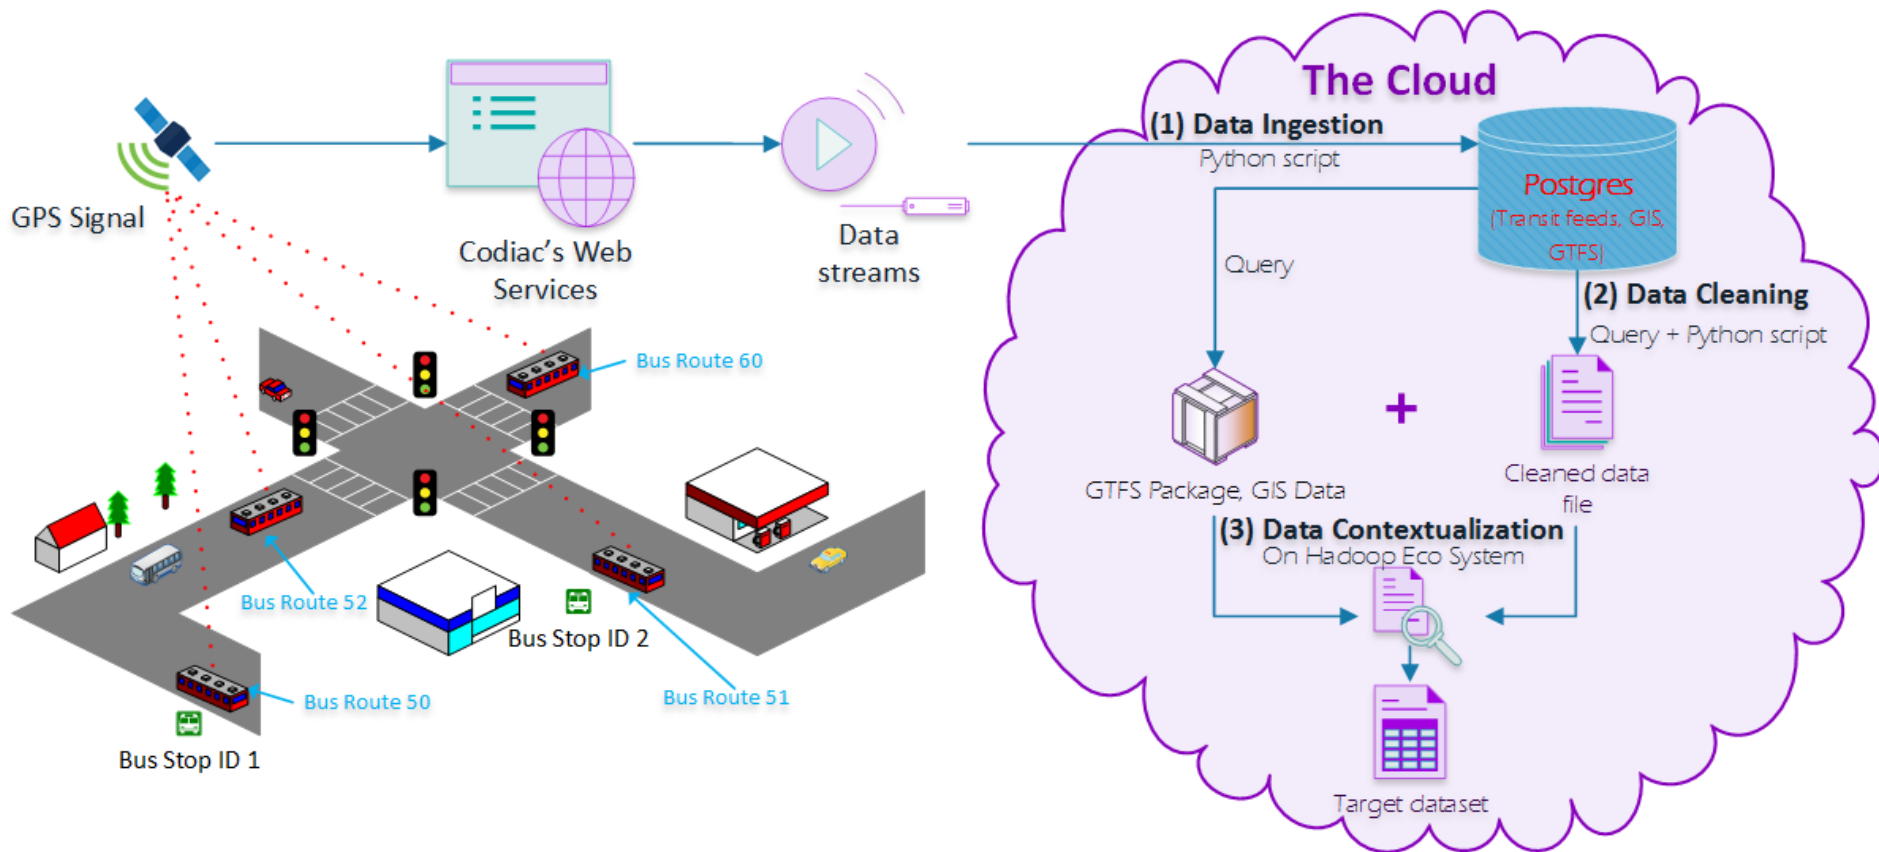 The Cloud
(1) Data Ingestion
Python script
GPS Signal
Codiac's Web
Services
Data
streams
Postgres
(Transit feeds, GIS,
GTFS)
Query
(2) Data Cleaning
Query + Python script
Bus Route 60
GTFS Package, GIS Data
Cleaned data
file
(3) Data Contextualization
On Hadoop Eco System
Bus Route 52
Bus Stop ID 2
Bus Route 50
Bus Route 51
Bus Stop ID 1
Target dataset